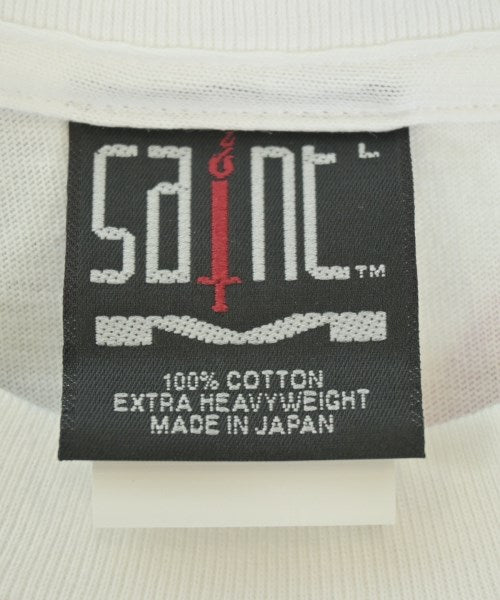 saint L
TM
100% COTTON
EXTRA HEAVYWEIGHT
MADE IN JAPAN